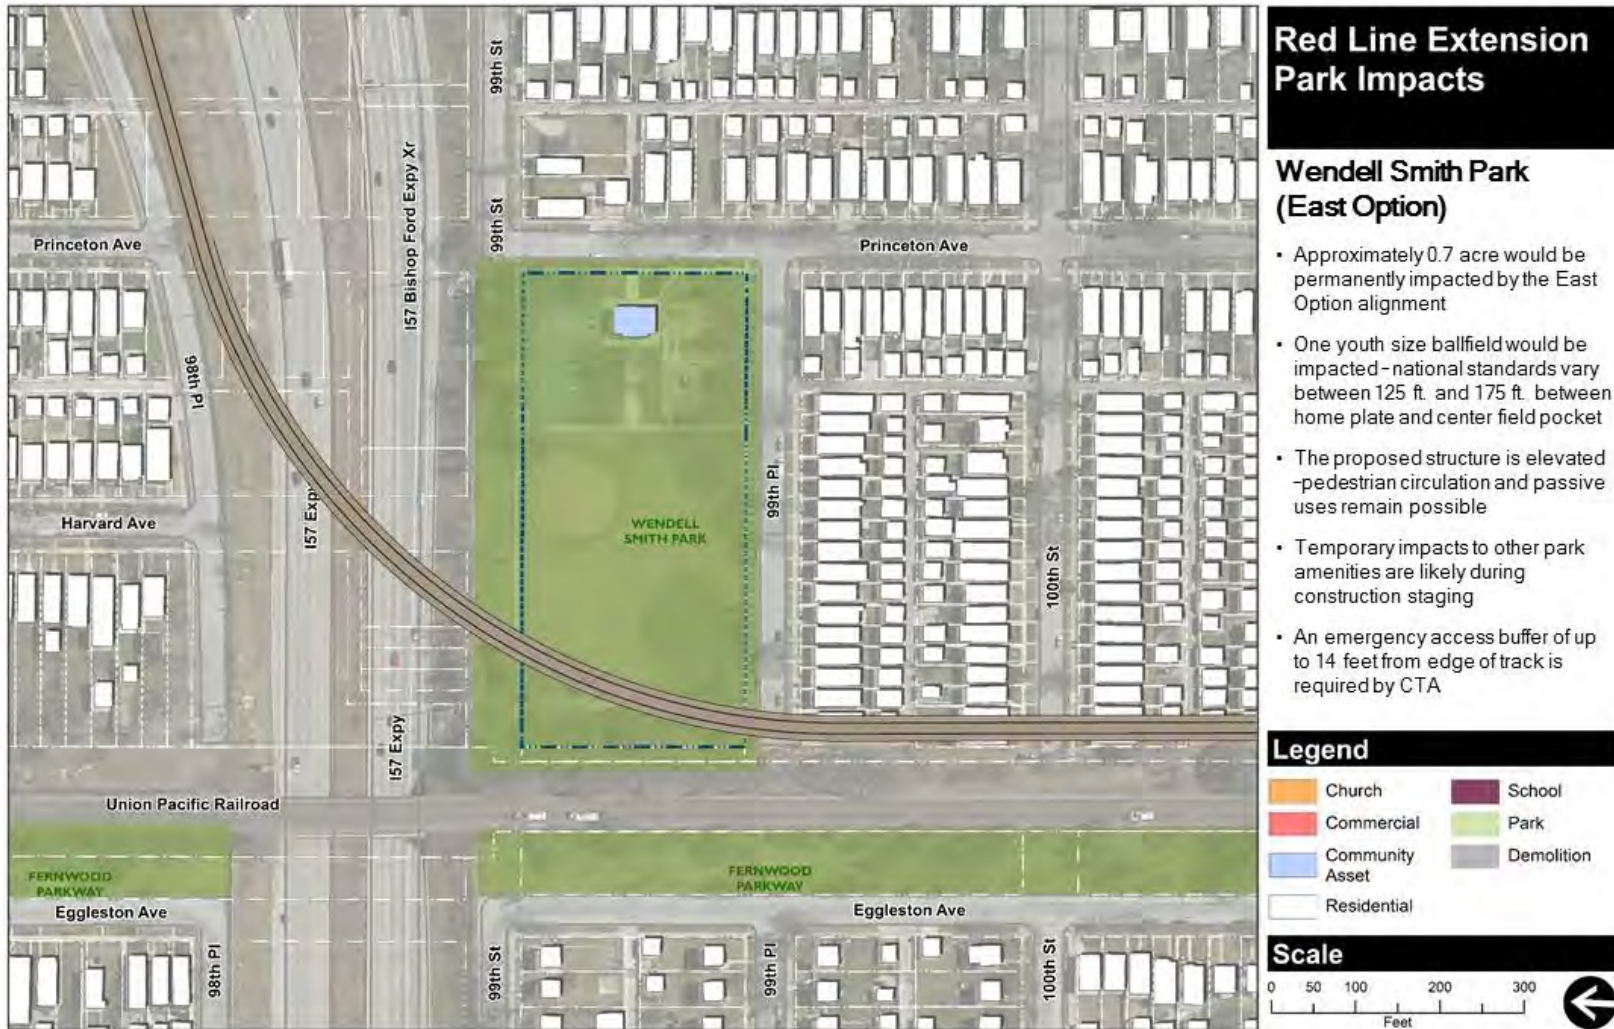 99th St
I57 Bishop Ford Expy Xr
99th St
Princeton Ave
Princeton Ave
98th Pl
Harvard Ave
I57 Expy
99th Pl
WENDELL
SMITH PARK
100th St
I57 Expy
Union Pacific Railroad
FERNWOOD
PARKWAY
FERNWOOD
PARKWAY
Eggleston Ave
Eggleston Ave
98th Pl
99th St
99th Pl
100th St
Red Line Extension
Park Impacts
Wendell Smith Park
(East Option)
• Approximately 0.7 acre would be
permanently impacted by the East
Option alignment
• One youth size ballfield would be
impacted – national standards vary
between 125 ft. and 175 ft. between
home plate and center field pocket
• The proposed structure is elevated
–pedestrian circulation and passive
uses remain possible
• Temporary impacts to other park
amenities are likely during
construction staging
• An emergency access buffer of up
to 14 feet from edge of track is
required by CTA
Legend
Church
School
Commercial
Park
Community
Asset
Demolition
Residential
Scale
0 50 100 200 300
Feet